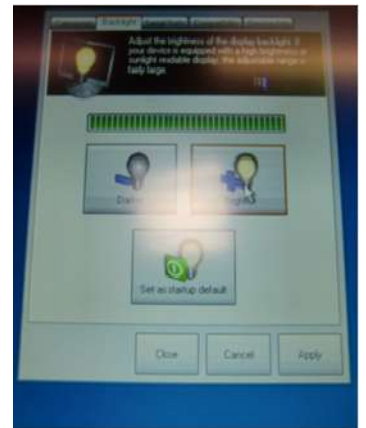 Backlight
Adjust the brightness of the display backlight. If
your device is equipped with a high brightness or
sunlight readable display, the adjustable range is
fairly large.
Set as startup default
Close
Cancel
Apply